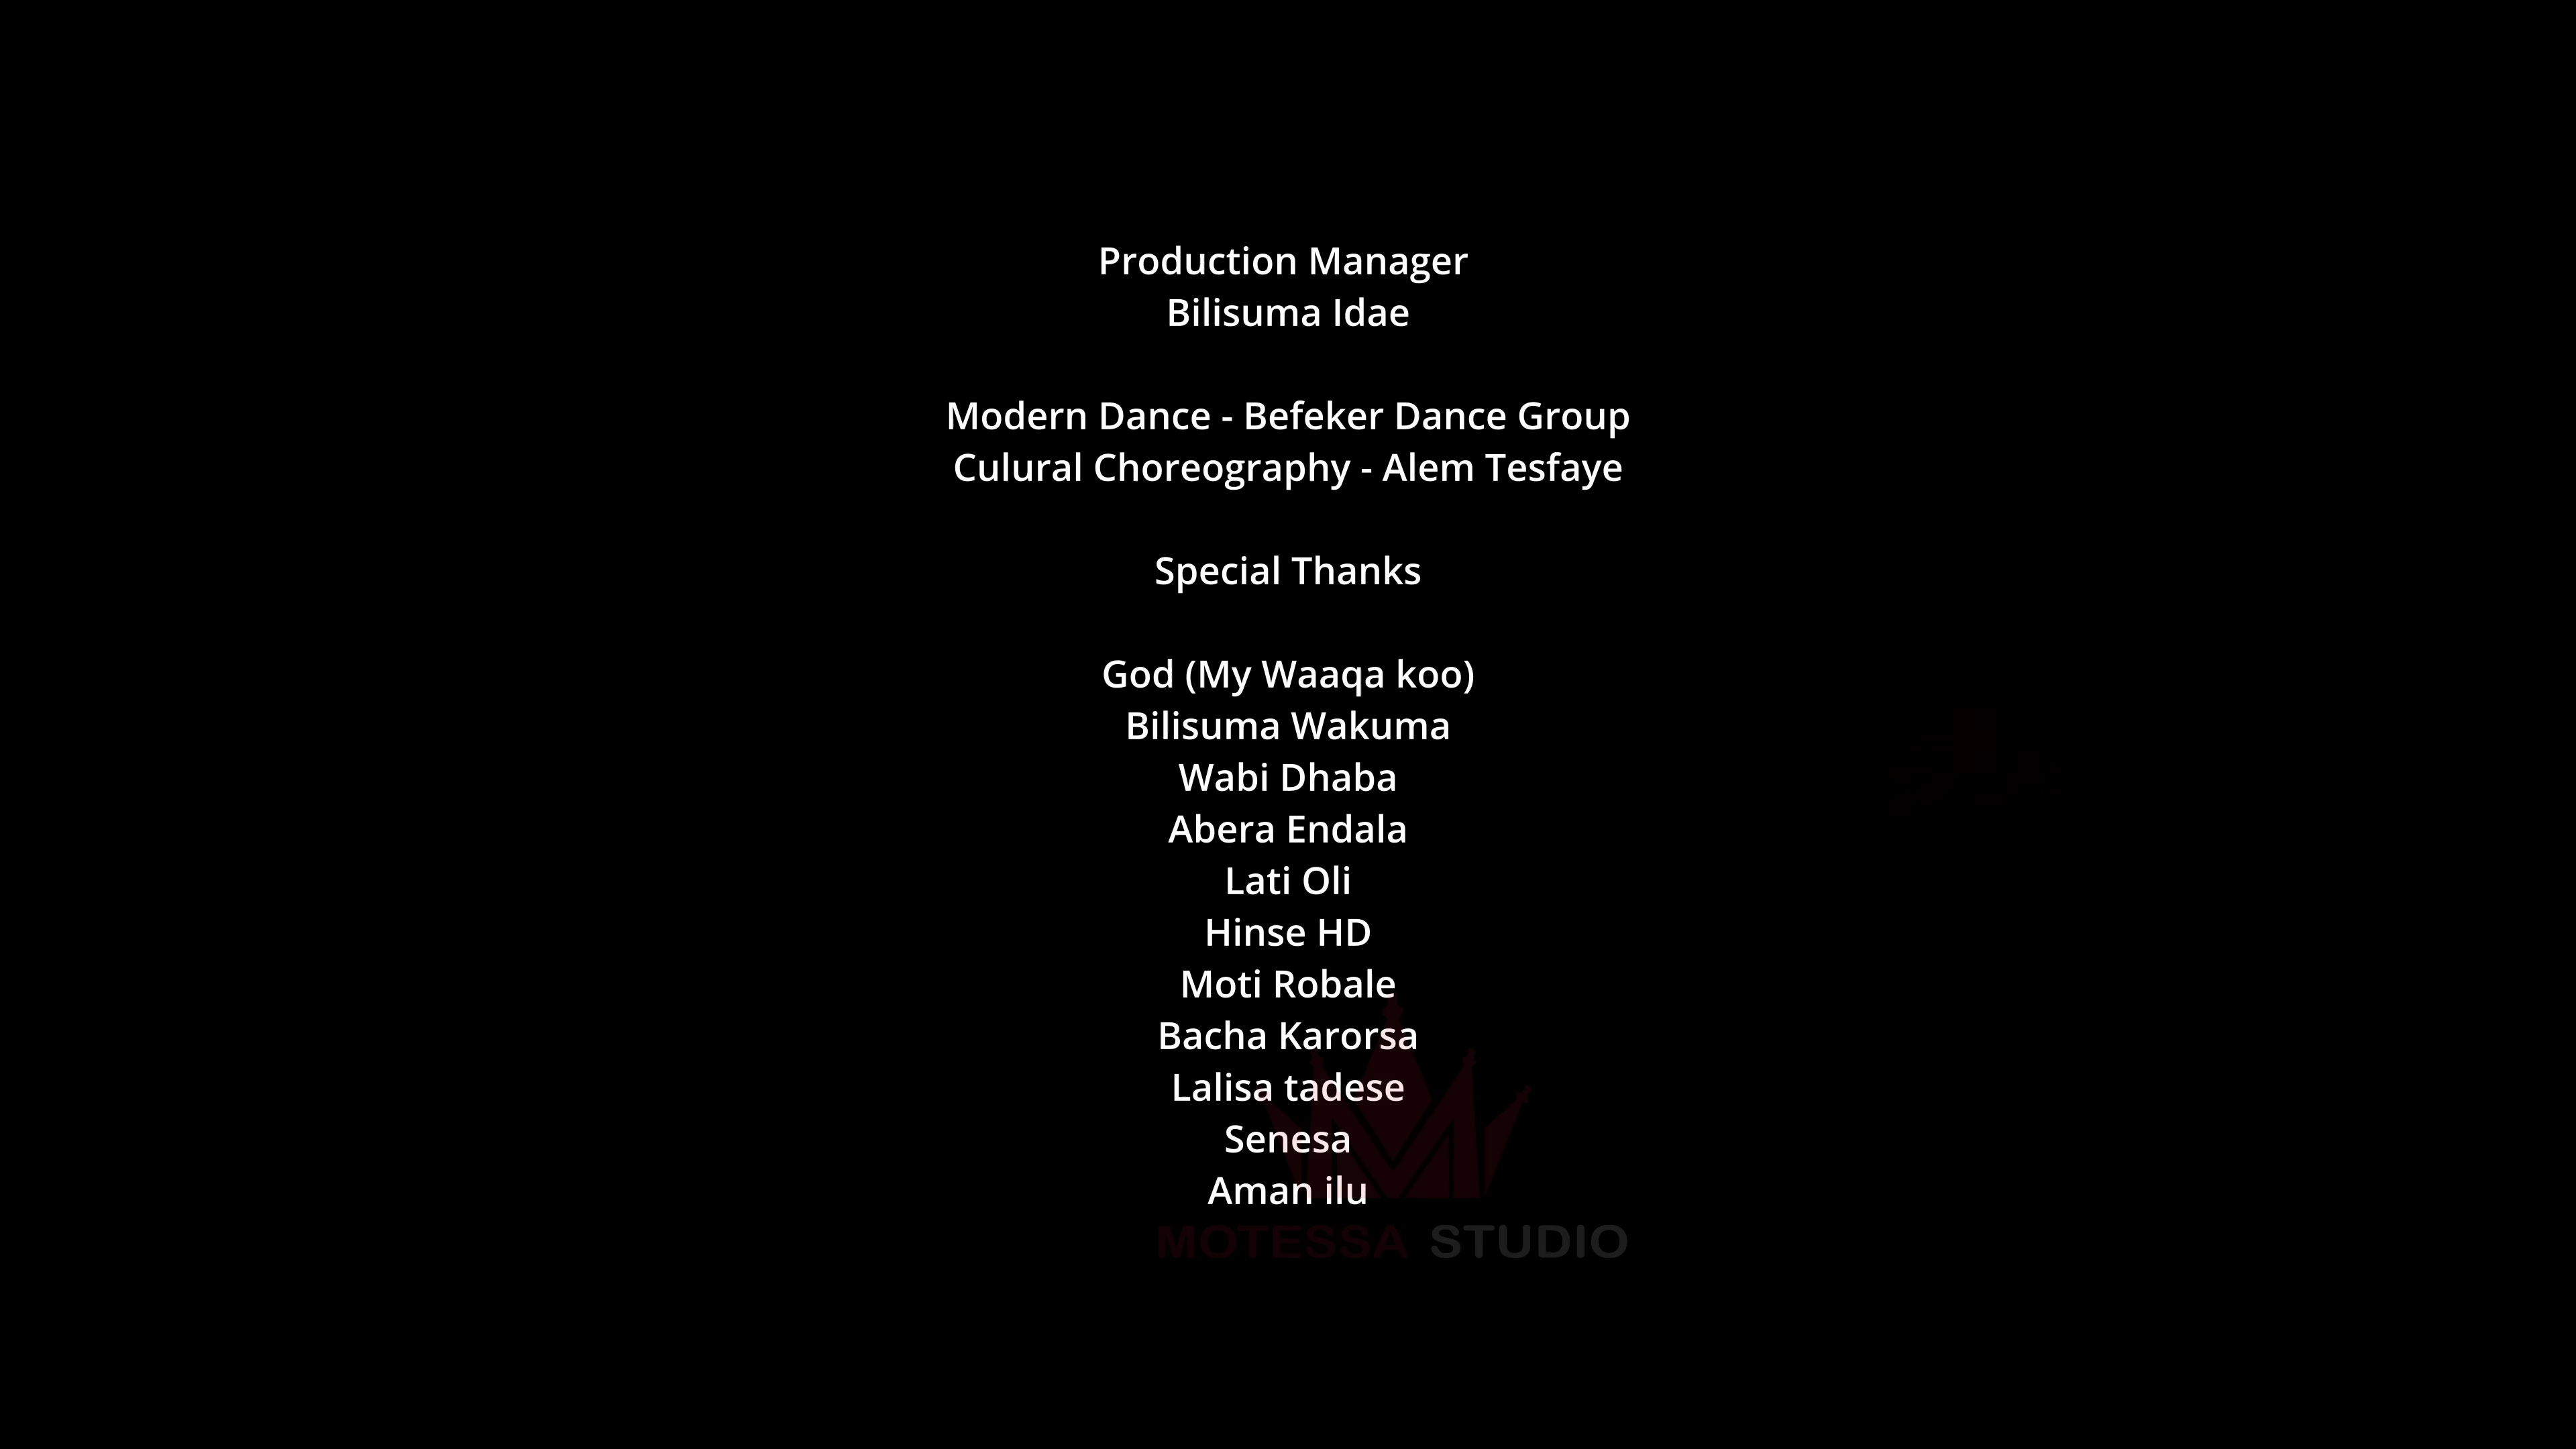 Production Manager
Bilisuma Idae
Modern Dance - Befeker Dance Group
Culural Choreography - Alem Tesfaye
Special Thanks
God (My Waaqa koo)
Bilisuma Wakuma
Wabi Dhaba
Abera Endala
Lati Oli
Hinse HD
Moti Robale
Bacha Karorsa
Lalisa tadese
Senesa
Aman ilu
MOTESSA STUDIO